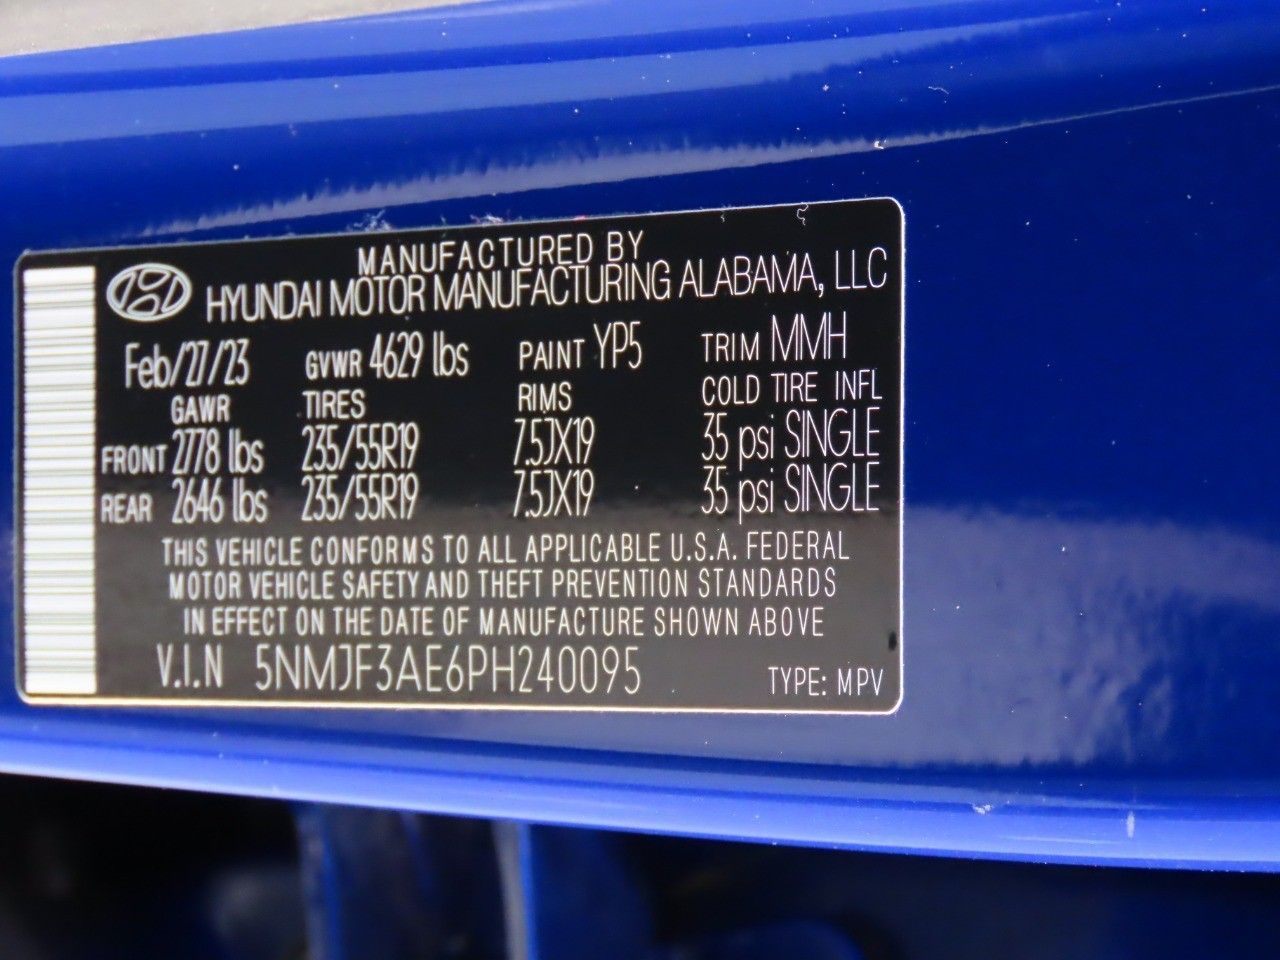 MANUFACTURED BY
HYUNDAI MOTOR MANUFACTURING ALABAMA, LLC
Feb/27/23 GVWR 4629 lbs PAINT YP5 TRIM MMH
GAWR TIRES RIMS COLD TIRE INFL
FRONT 2778 lbs 235/55R19 7.5JX19 35 psi SINGLE
REAR 2646 lbs 235/55R19 7.5JX19 35 psi SINGLE
THIS VEHICLE CONFORMS TO ALL APPLICABLE U.S.A. FEDERAL
MOTOR VEHICLE SAFETY AND THEFT PREVENTION STANDARDS
IN EFFECT ON THE DATE OF MANUFACTURE SHOWN ABOVE
V.I.N 5NMJF3AE6PH240095 TYPE: MPV